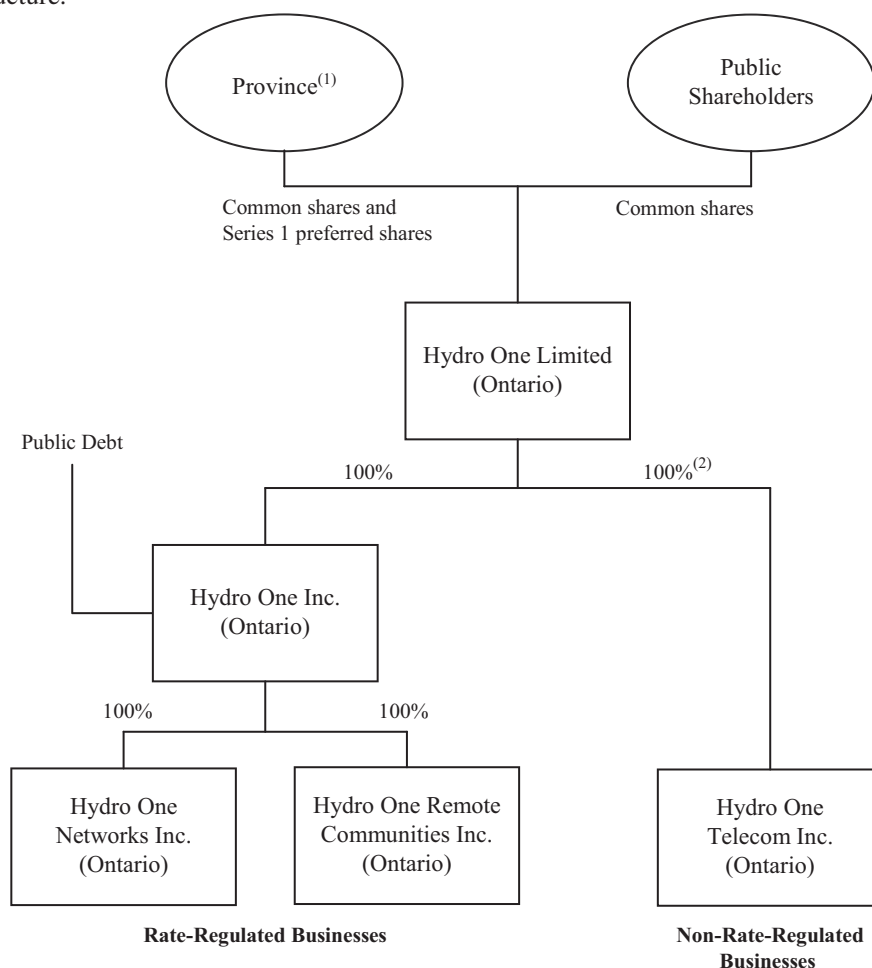 Province(1)
Public
Shareholders
Common shares and
Series 1 preferred shares
Common shares
Hydro One Limited
(Ontario)
Public Debt
100%
100%(2)
Hydro One Inc.
(Ontario)
100%
100%
Hydro One
Networks Inc.
(Ontario)
Hydro One Remote
Communities Inc.
(Ontario)
Hydro One
Telecom Inc.
(Ontario)
Rate-Regulated Businesses
Non-Rate-Regulated
Businesses